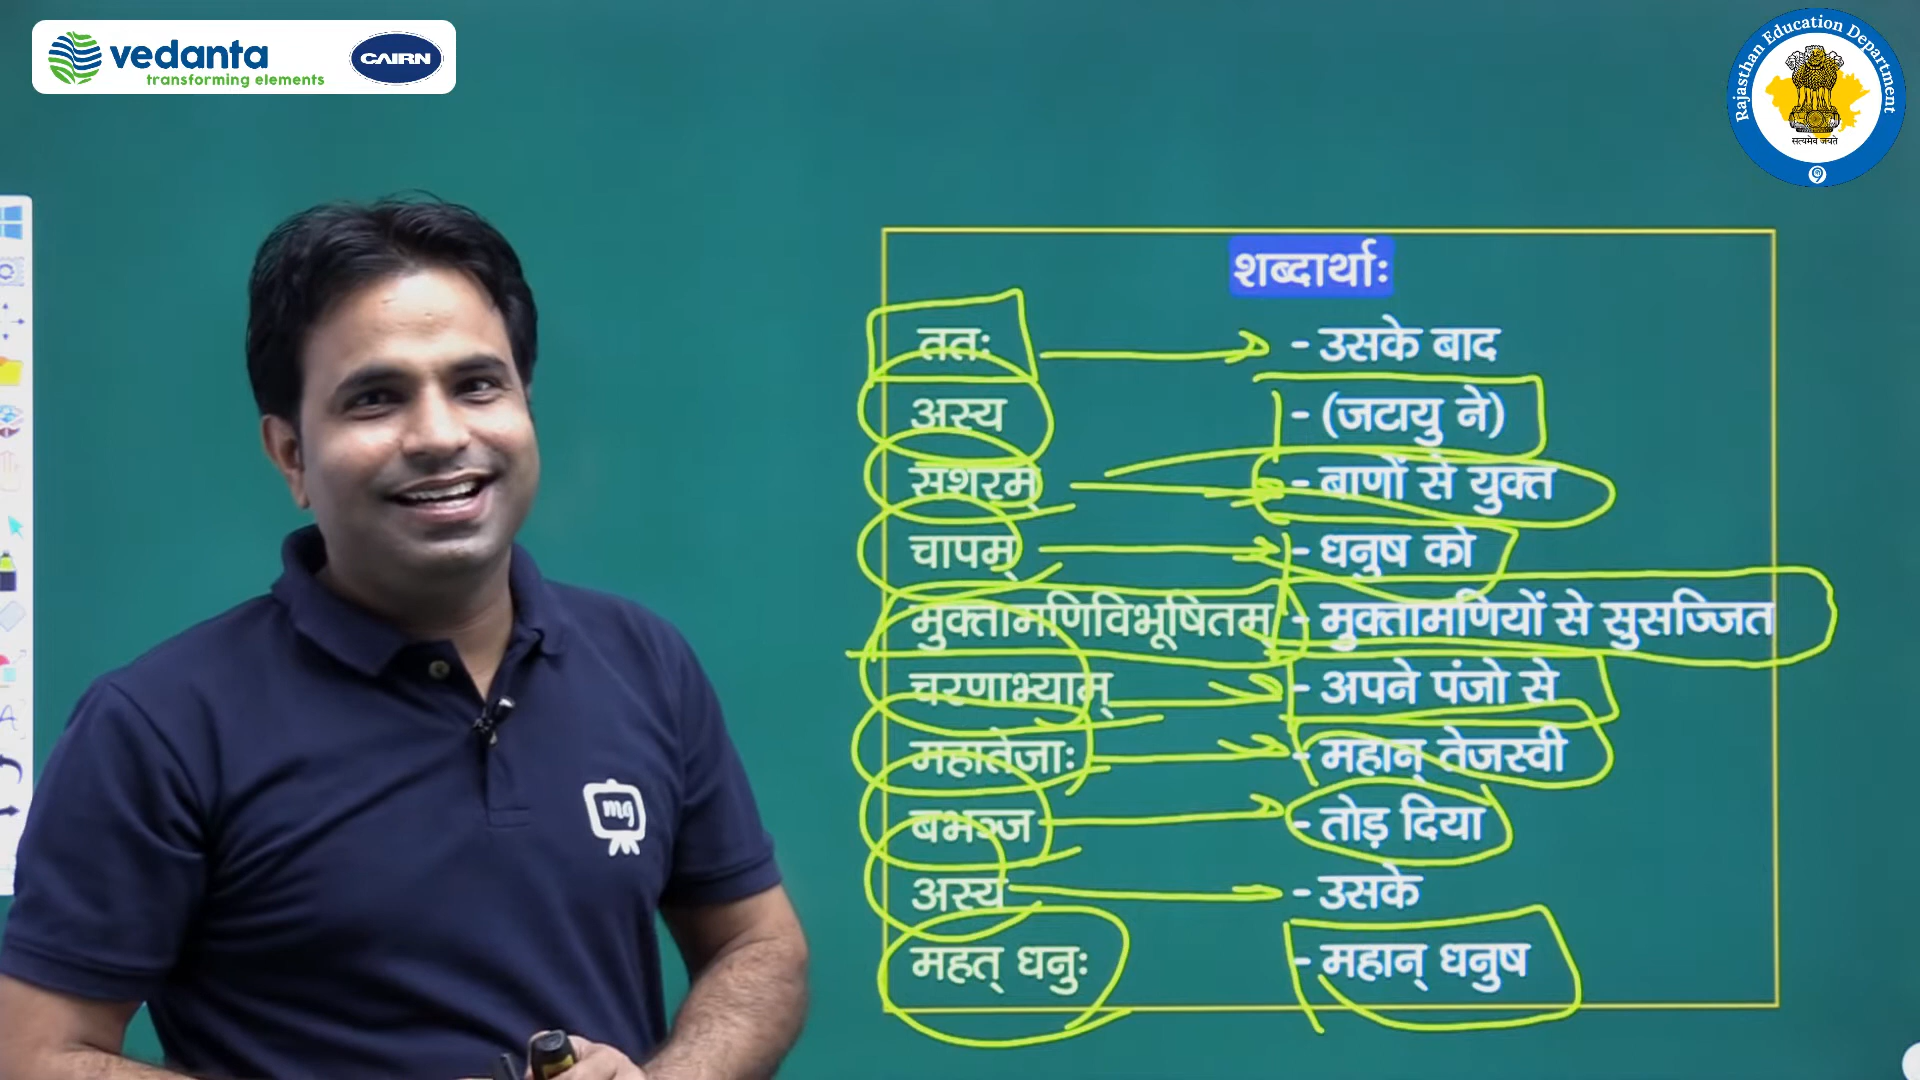 vedanta
transforming elements
CAIRN
Rajasthan Education Department
सत्यमेव जयते
शब्दार्थाः
ततः - उसके बाद
अस्य - (जटायु ने)
सशरम् - बाणों से युक्त
चापम् - धनुष को
मुक्तामणिविभूषितम् - मुक्तामणियों से सुसज्जित
चरणाभ्याम् - अपने पंजो से
महातेजाः - महान् तेजस्वी
बभञ्ज - तोड़ दिया
अस्य - उसके
महत् धनुः - महान् धनुष
mg